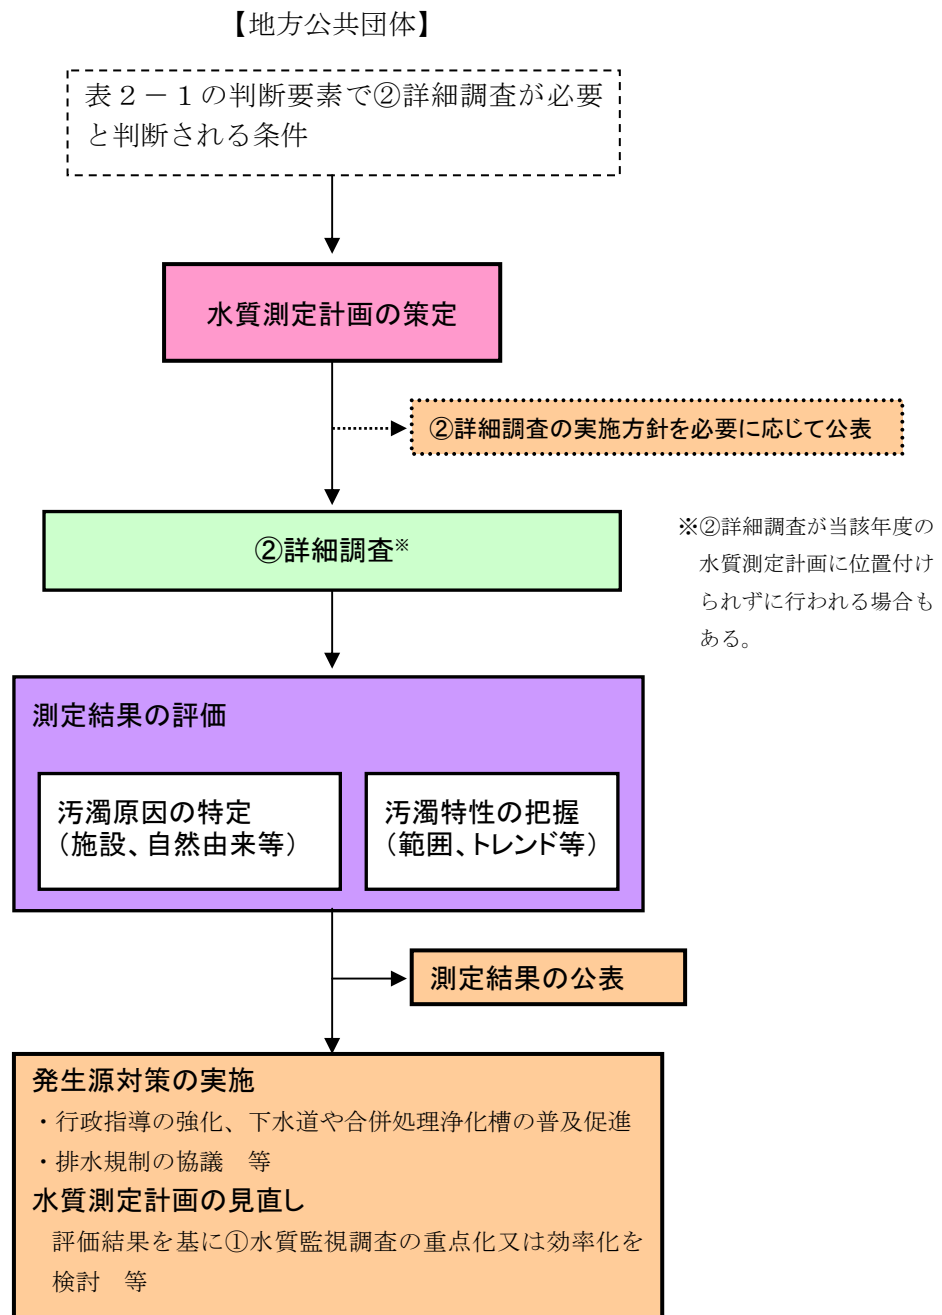 【地方公共団体】
表２－１の判断要素で②詳細調査が必要
と判断される条件
水質測定計画の策定
②詳細調査の実施方針を必要に応じて公表
②詳細調査※
※②詳細調査が当該年度の
水質測定計画に位置付け
られずに行われる場合も
ある。
測定結果の評価
汚濁原因の特定
（施設、自然由来等）
汚濁特性の把握
（範囲、トレンド等）
測定結果の公表
発生源対策の実施
・行政指導の強化、下水道や合併処理浄化槽の普及促進
・排水規制の協議　等
水質測定計画の見直し
評価結果を基に①水質監視調査の重点化又は効率化を
検討　等